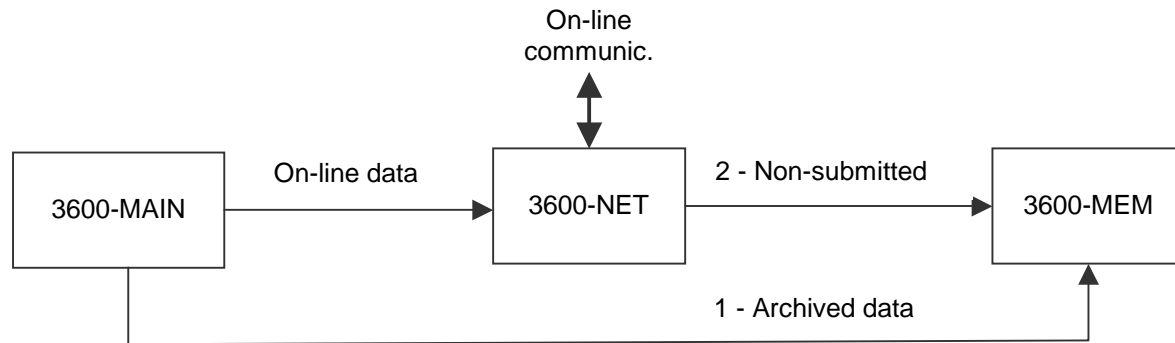 On-line
communic.
On-line data
2 - Non-submitted
3600-MAIN
3600-NET
3600-MEM
1 - Archived data